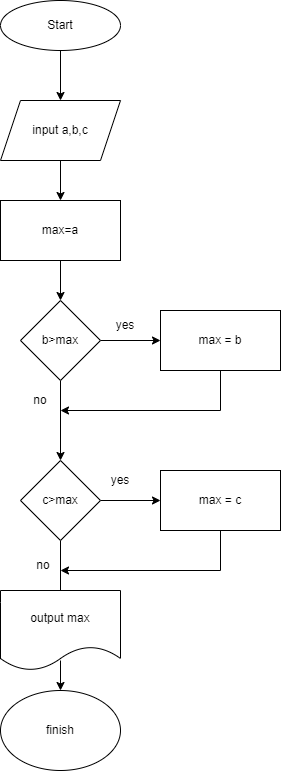 Start
input a,b,c
max=a
b>max
yes
max = b
no
c>max
yes
max = c
no
output max
finish